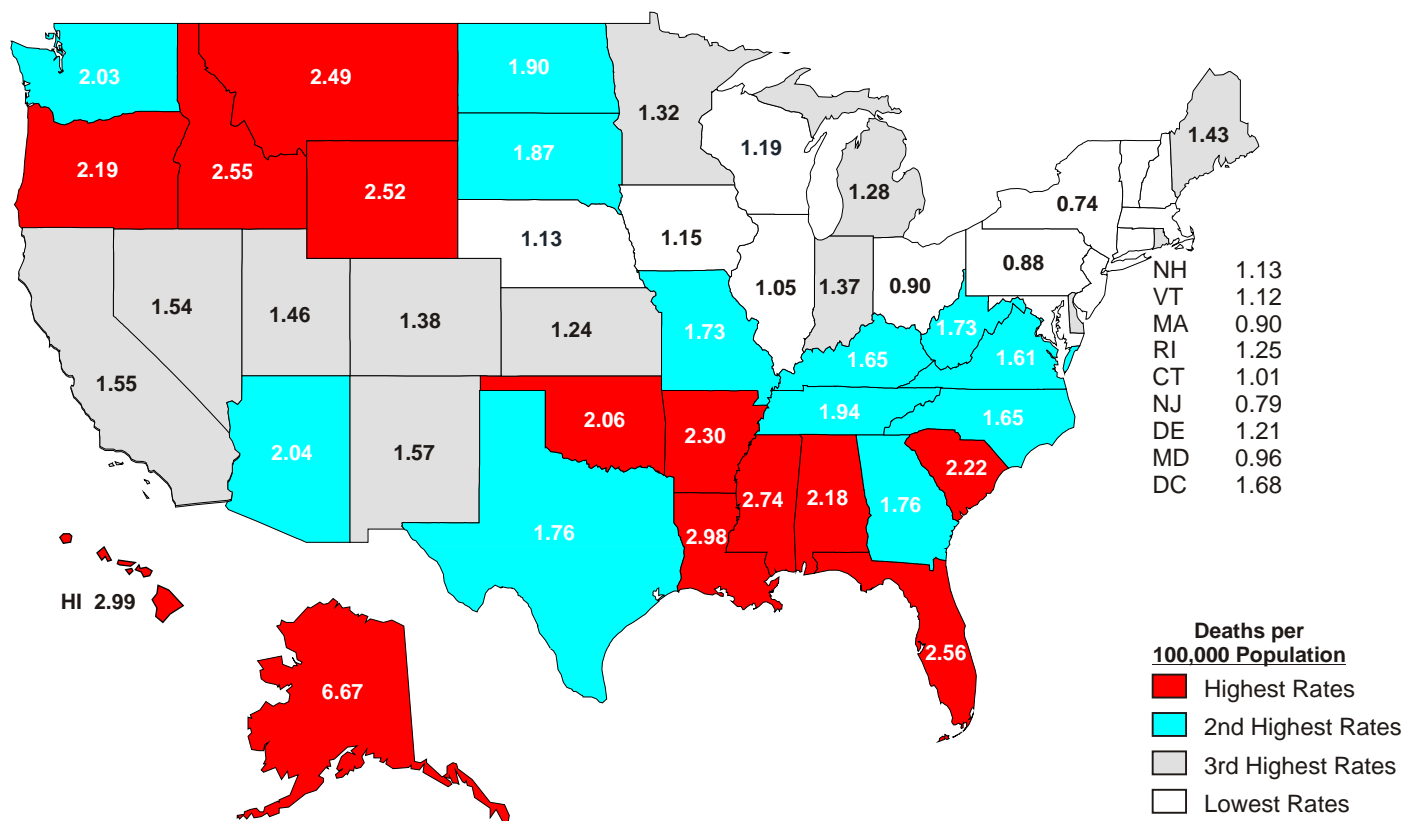 2.03
2.49
1.90
1.32
1.43
2.19
2.55
2.52
1.87
1.19
1.28
0.74
1.13
1.15
1.05
1.37
0.90
0.88
1.54
1.46
1.38
1.24
1.73
1.65
1.73
1.61
1.55
2.04
1.57
2.06
2.30
1.94
1.65
1.76
2.98
2.74
2.18
1.76
2.22
2.56
HI 2.99
6.67
NH 1.13
VT 1.12
MA 0.90
RI 1.25
CT 1.01
NJ 0.79
DE 1.21
MD 0.96
DC 1.68
Deaths per
100,000 Population
Highest Rates
2nd Highest Rates
3rd Highest Rates
Lowest Rates